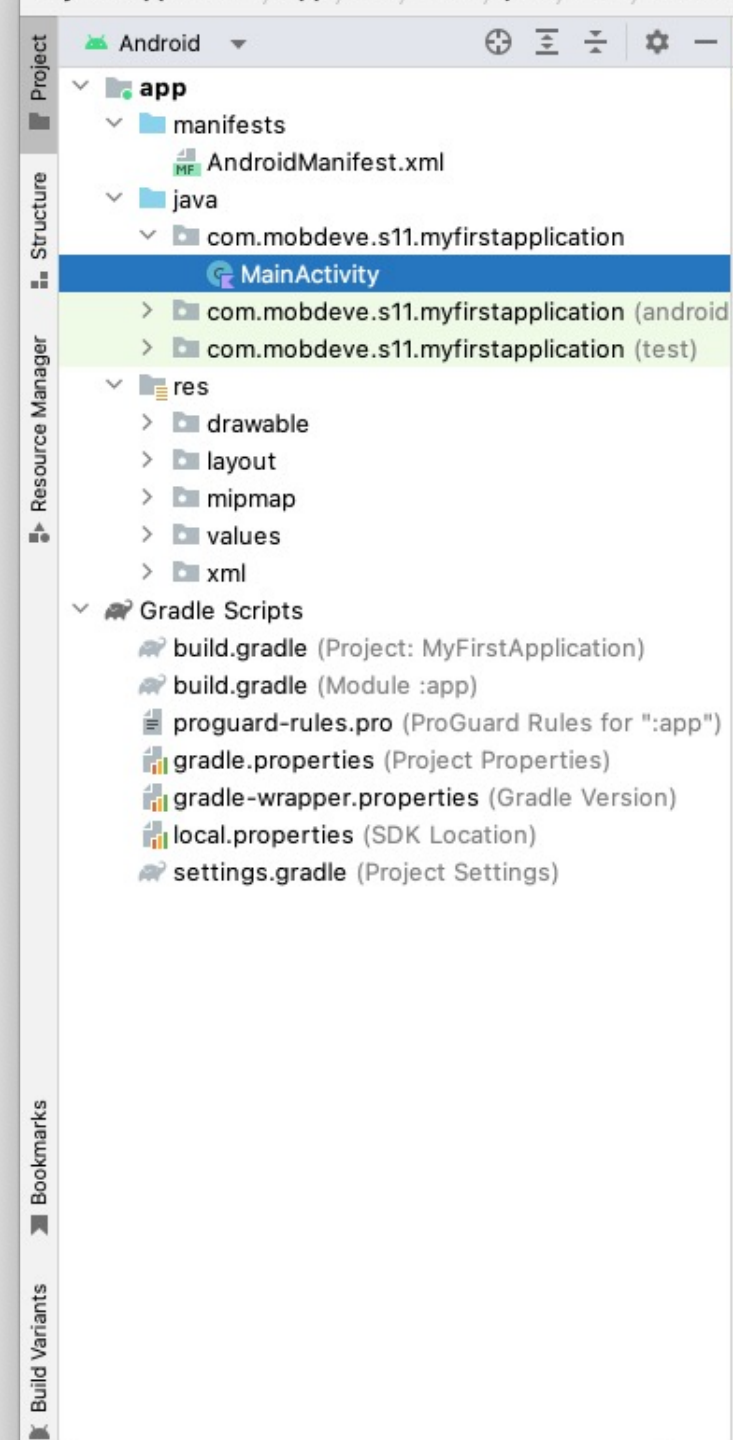 Android
Project
app
manifests
MF AndroidManifest.xml
java
Structure
com.mobdeve.s11.myfirstapplication
MainActivity
com.mobdeve.s11.myfirstapplication (android
com.mobdeve.s11.myfirstapplication (test)
Resource Manager
res
drawable
layout
mipmap
values
xml
Gradle Scripts
build.gradle (Project: MyFirstApplication)
build.gradle (Module :app)
proguard-rules.pro (ProGuard Rules for ":app")
gradle.properties (Project Properties)
gradle-wrapper.properties (Gradle Version)
local.properties (SDK Location)
settings.gradle (Project Settings)
Bookmarks
Build Variants